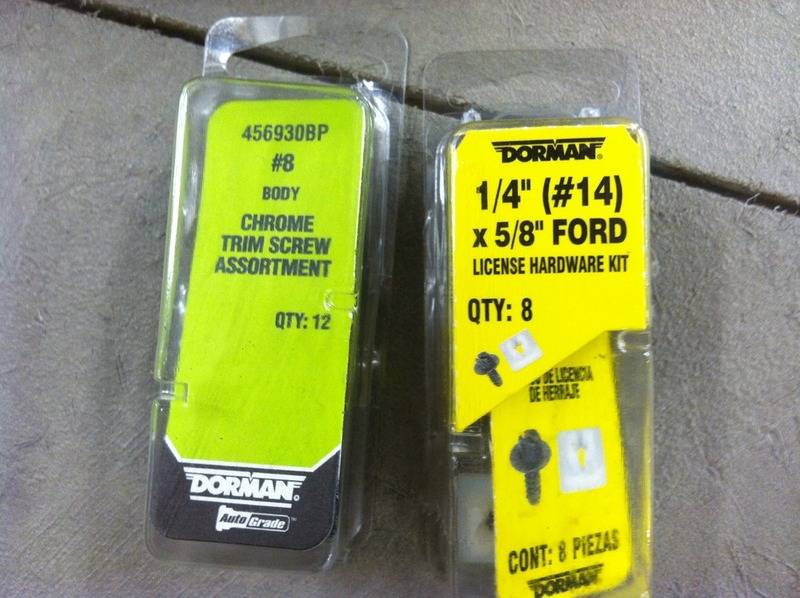 456930BP
#8
BODY
CHROME
TRIM SCREW
ASSORTMENT
QTY: 12
DORMAN
AutoGrade™
DORMAN®
1/4" (#14)
x 5/8" FORD
LICENSE HARDWARE KIT
QTY: 8
DE LICENCIA
DE HERRAJE
CONT: 8 PIEZAS
DORMAN